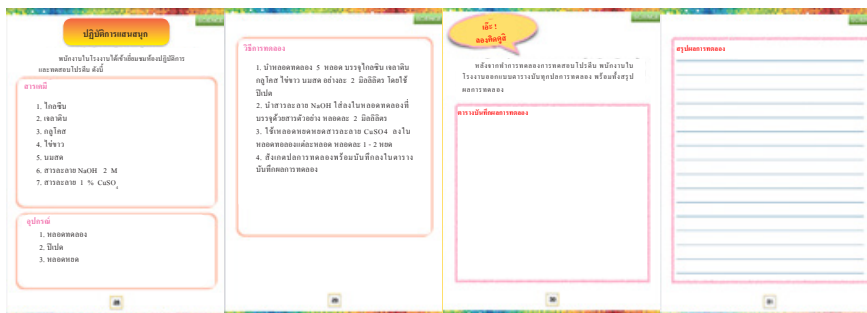 ปฏิบัติการแสนสนุก
พนักงานในโรงงานได้เข้าเยี่ยมชมห้องปฏิบัติการ
และทดสอบโปรตีน ดังนี้
สารเคมี
1. ไกลซีน
2. เจลาติน
3. กลูโคส
4. ไข่ขาว
5. นมสด
6. สารละลาย NaOH 2 M
7. สารละลาย 1 % CuSO4
อุปกรณ์
1. หลอดทดลอง
2. ปิเปต
3. หลอดหยด
วิธีการทดลอง
1. นำหลอดทดลอง 5 หลอด บรรจุไกลซีน เจลาติน
กลูโคส ไข่ขาว นมสด อย่างละ 2 มิลลิลิตร โดยใช้
ปิเปต
2. นำสารละลาย NaOH ใส่ลงในหลอดทดลองที่
บรรจุด้วยสารตัวอย่าง หลอดละ 2 มิลลิลิตร
3. ใช้หลอดหยดหยดสารละลาย CuSO4 ลงใน
หลอดทดลองแต่ละหลอด หลอดละ 1 - 2 หยด
4. สังเกตผลการทดลองพร้อมบันทึกลงในตาราง
บันทึกผลการทดลอง
เอ๊ะ !
ลองคิดดูสิ
หลังจากทำการทดลองการทดสอบโปรตีน พนักงานใน
โรงงานออกแบบตารางบันทุกผลการทดลอง พร้อมทั้งสรุป
ผลการทดลอง
ตารางบันทึกผลการทดลอง
สรุปผลการทดลอง